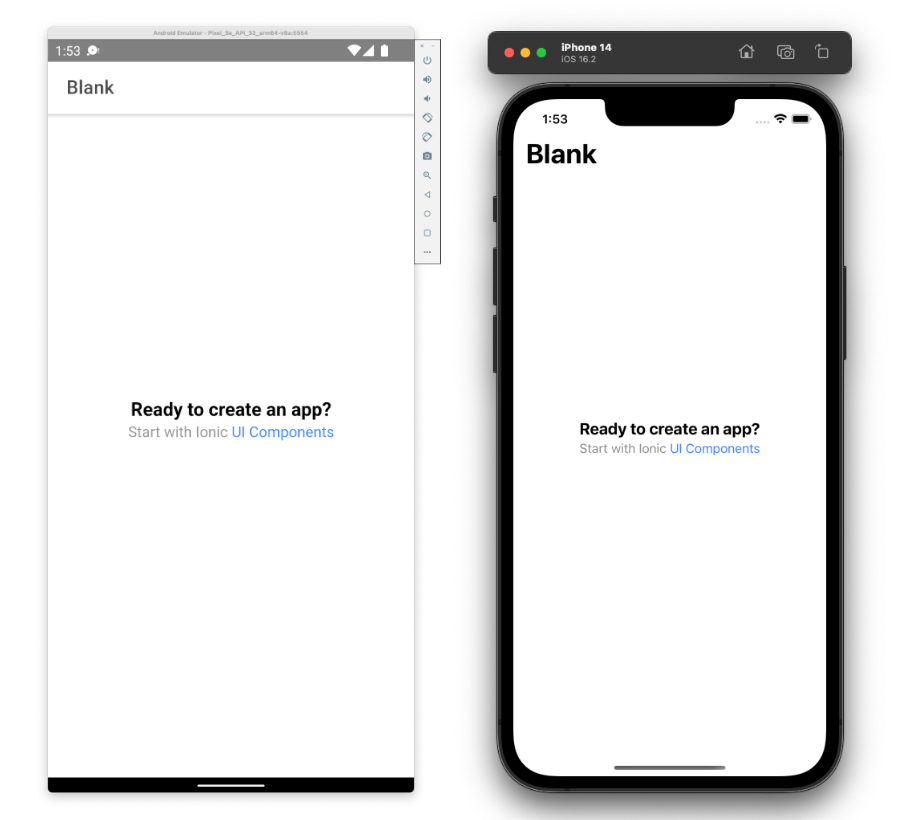 Android Emulator - Pixel_3a_API_32_arm64-v8a:5554
1:53
Blank
Ready to create an app?
Start with Ionic UI Components
iPhone 14
iOS 16.2
1:53
Blank
Ready to create an app?
Start with Ionic UI Components